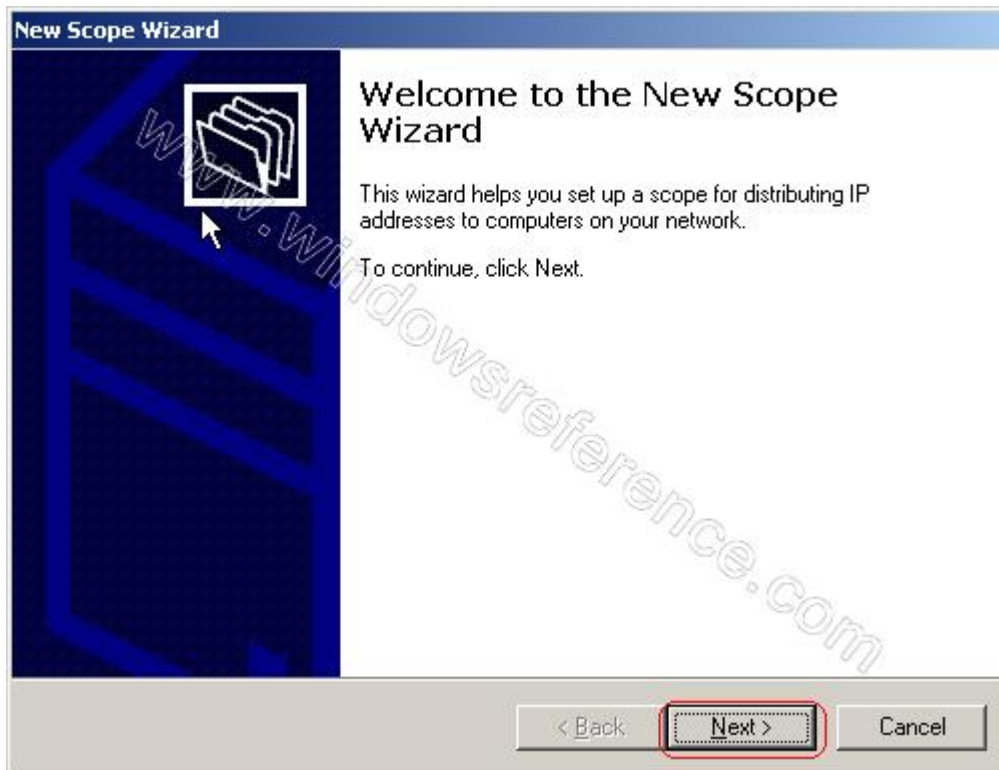 New Scope Wizard
Welcome to the New Scope
Wizard
This wizard helps you set up a scope for distributing IP
addresses to computers on your network.
To continue, click Next.
www.windowsreference.com
< Back
Next >
Cancel